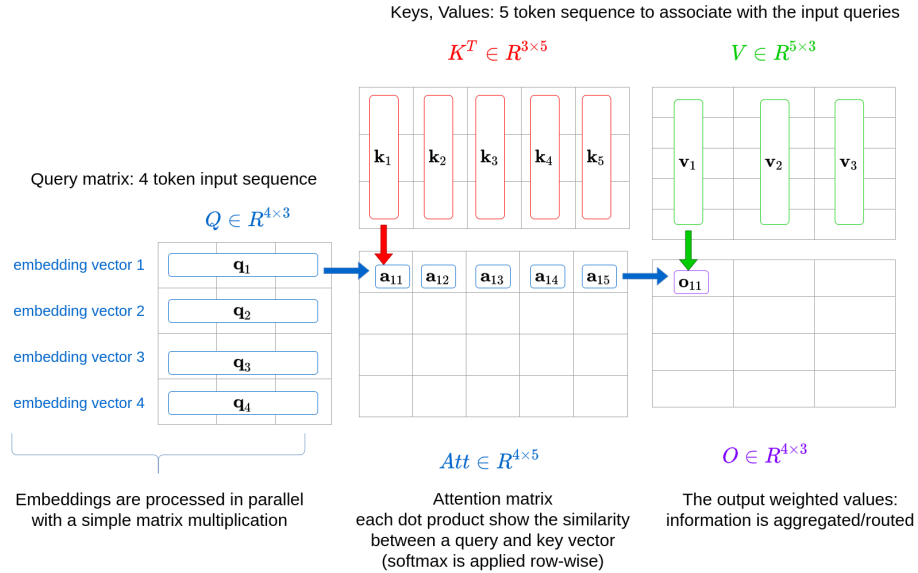 Keys, Values: 5 token sequence to associate with the input queries
K^T ∈ R^{3×5}
V ∈ R^{5×3}
k₁ k₂ k₃ k₄ k₅
v₁ v₂ v₃
Query matrix: 4 token input sequence
Q ∈ R^{4×3}
embedding vector 1
q₁
a₁₁ a₁₂ a₁₃ a₁₄ a₁₅
o₁₁
embedding vector 2
q₂
embedding vector 3
q₃
embedding vector 4
q₄
Att ∈ R^{4×5}
O ∈ R^{4×3}
Embeddings are processed in parallel
with a simple matrix multiplication
Attention matrix
each dot product show the similarity
between a query and key vector
(softmax is applied row-wise)
The output weighted values:
information is aggregated/routed